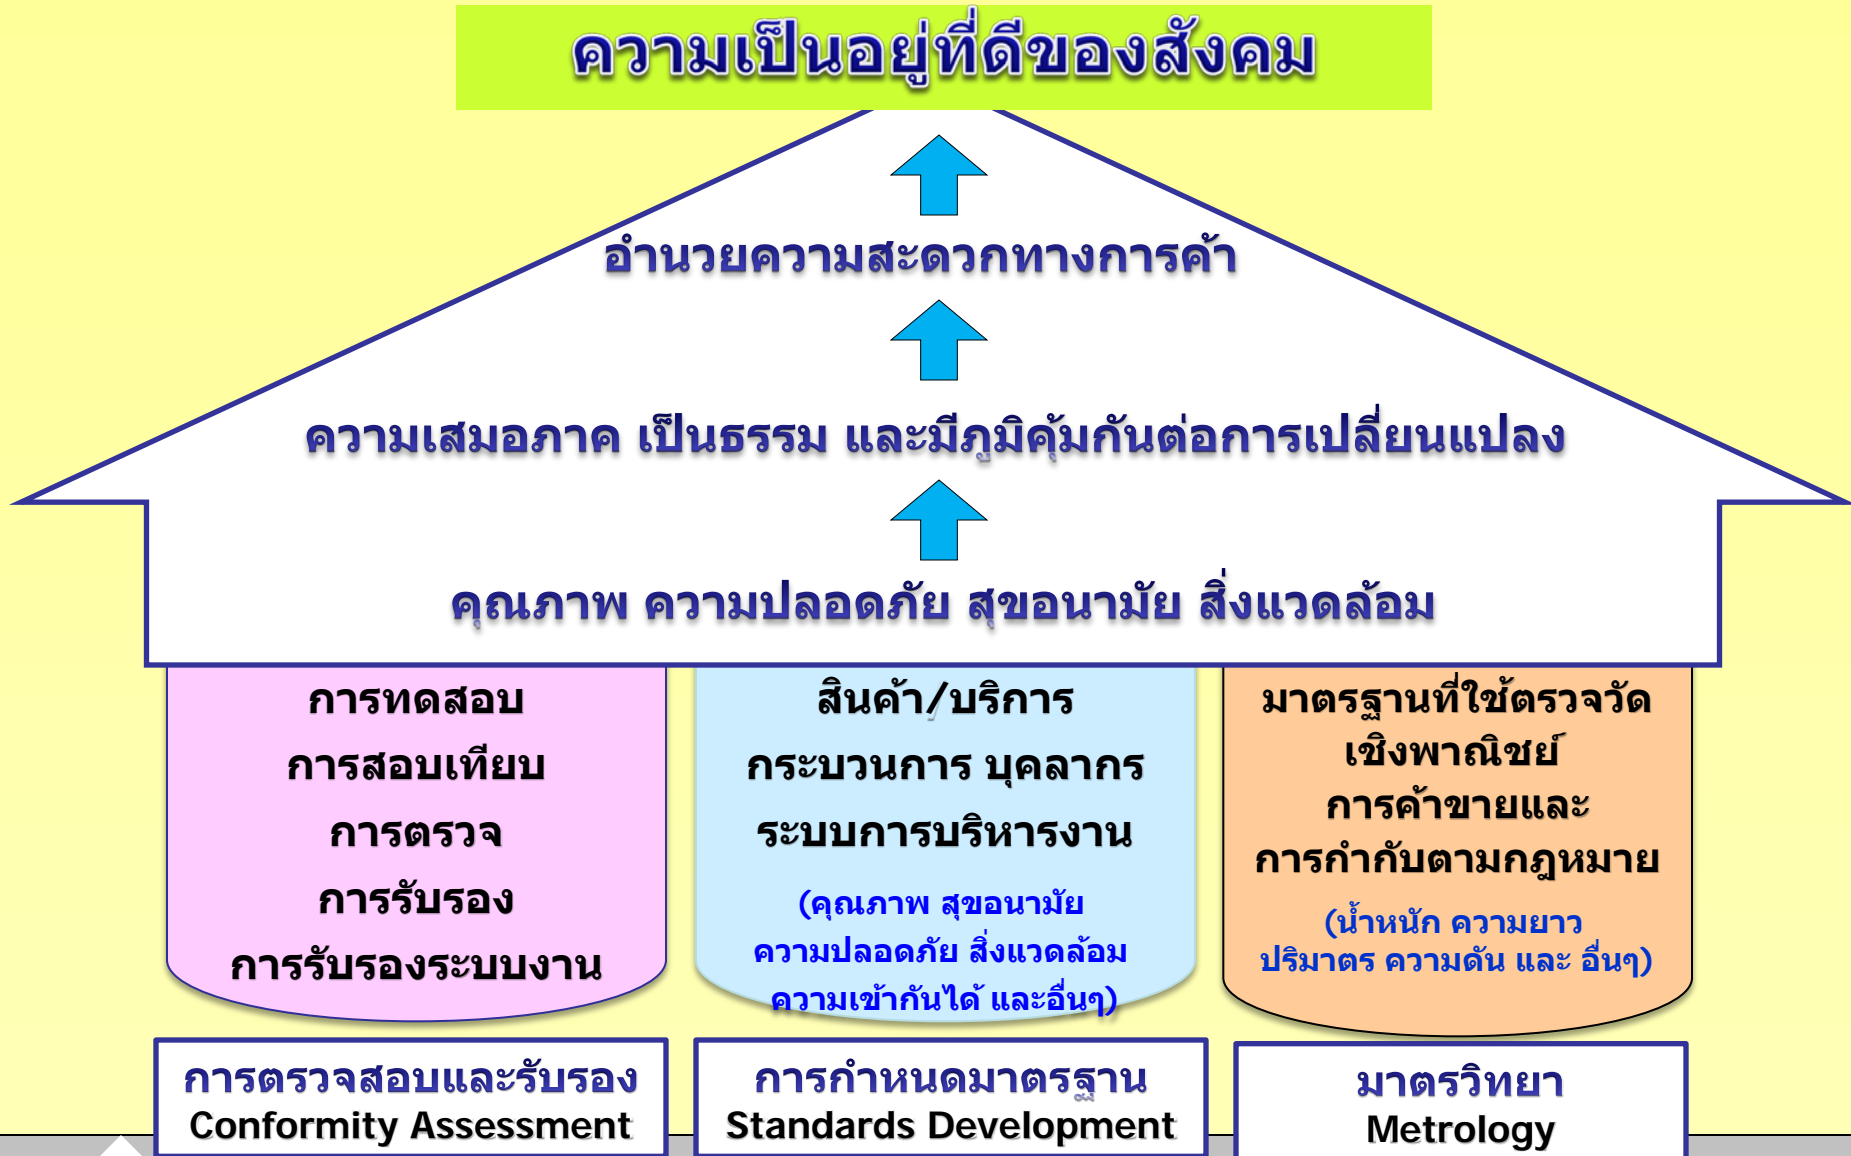 ความเป็นอยู่ที่ดีของสังคม
อำนวยความสะดวกทางการค้า
ความเสมอภาค เป็นธรรม และมีภูมิคุ้มกันต่อการเปลี่ยนแปลง
คุณภาพ ความปลอดภัย สุขอนามัย สิ่งแวดล้อม
การทดสอบ
การสอบเทียบ
การตรวจ
การรับรอง
การรับรองระบบงาน
การตรวจสอบและรับรอง
Conformity Assessment
สินค้า/บริการ
กระบวนการ บุคลากร
ระบบการบริหารงาน
(คุณภาพ สุขอนามัย
ความปลอดภัย สิ่งแวดล้อม
ความเข้ากันได้ และอื่นๆ)
การกำหนดมาตรฐาน
Standards Development
มาตรฐานที่ใช้ตรวจวัด
เชิงพาณิชย์
การค้าขายและ
การกำกับตามกฎหมาย
(น้ำหนัก ความยาว
ปริมาตร ความดัน และ อื่นๆ)
มาตรวิทยา
Metrology